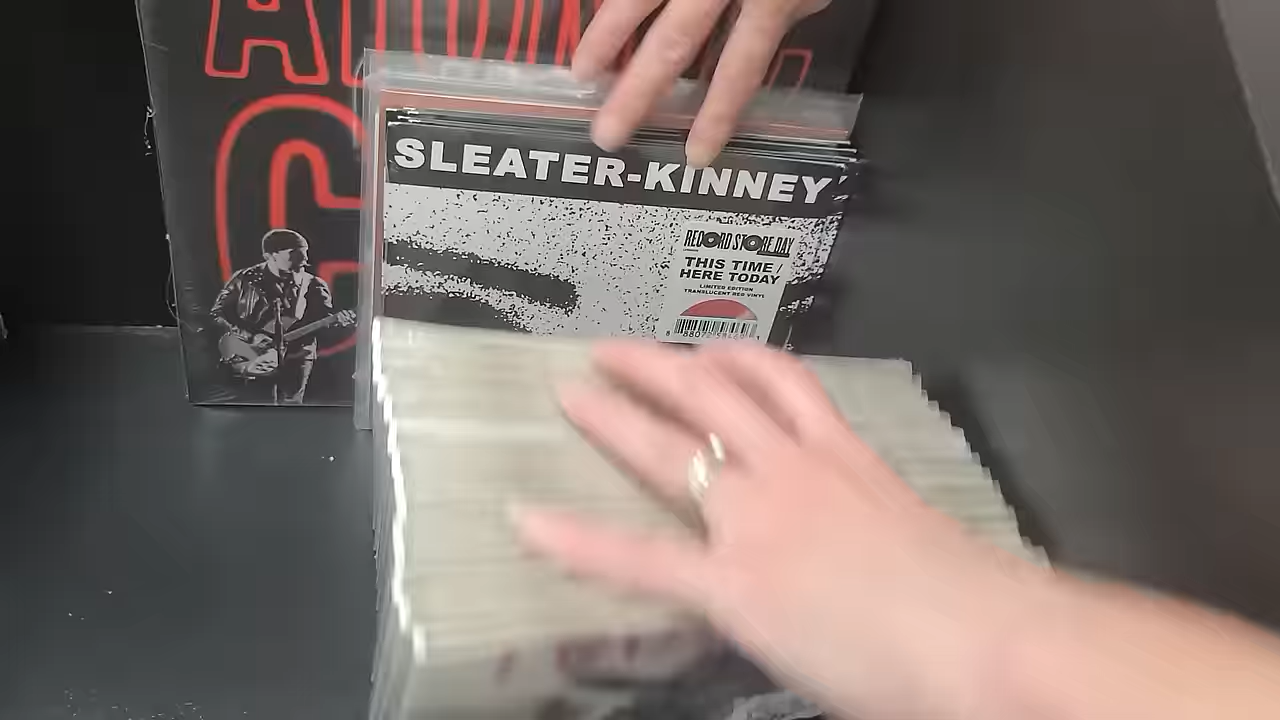 SLEATER-KINNEY
RECORD STORE DAY
THIS TIME /
HERE TODAY
LIMITED EDITION
TRANSLUCENT RED VINYL